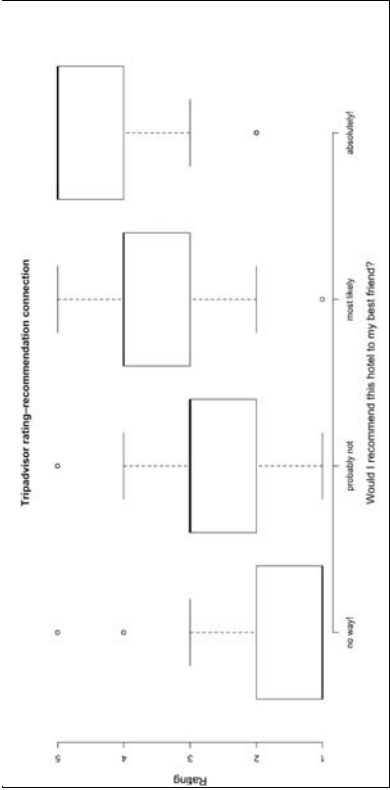 Tripadvisor rating–recommendation connection
Rating
5
4
3
2
1
no way!
probably not
most likely
absolutely!
Would I recommend this hotel to my best friend?